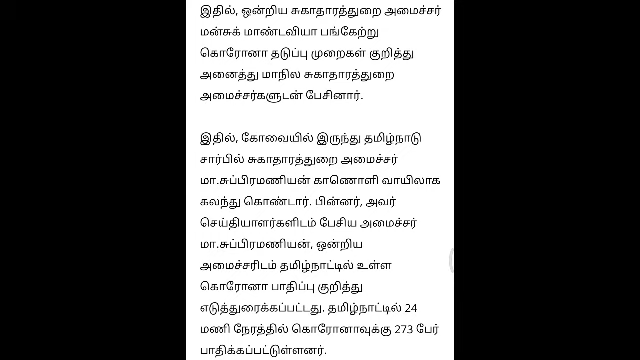 இதில், ஒன்றிய சுகாதாரத்துறை அமைச்சர்
மன்சுக் மாண்டவியா பங்கேற்று
கொரோனா தடுப்பு முறைகள் குறித்து
அனைத்து மாநில சுகாதாரத்துறை
அமைச்சர்களுடன் பேசினார்.
இதில், கோவையில் இருந்து தமிழ்நாடு
சார்பில் சுகாதாரத்துறை அமைச்சர்
மா.சுப்பிரமணியன் காணொளி வாயிலாக
கலந்து கொண்டார். பின்னர், அவர்
செய்தியாளர்களிடம் பேசிய அமைச்சர்
மா.சுப்பிரமணியன், ஒன்றிய
அமைச்சரிடம் தமிழ்நாட்டில் உள்ள
கொரோனா பாதிப்பு குறித்து
எடுத்துரைக்கப்பட்டது. தமிழ்நாட்டில் 24
மணி நேரத்தில் கொரோனாவுக்கு 273 பேர்
பாதிக்கப்பட்டுள்ளனர்.